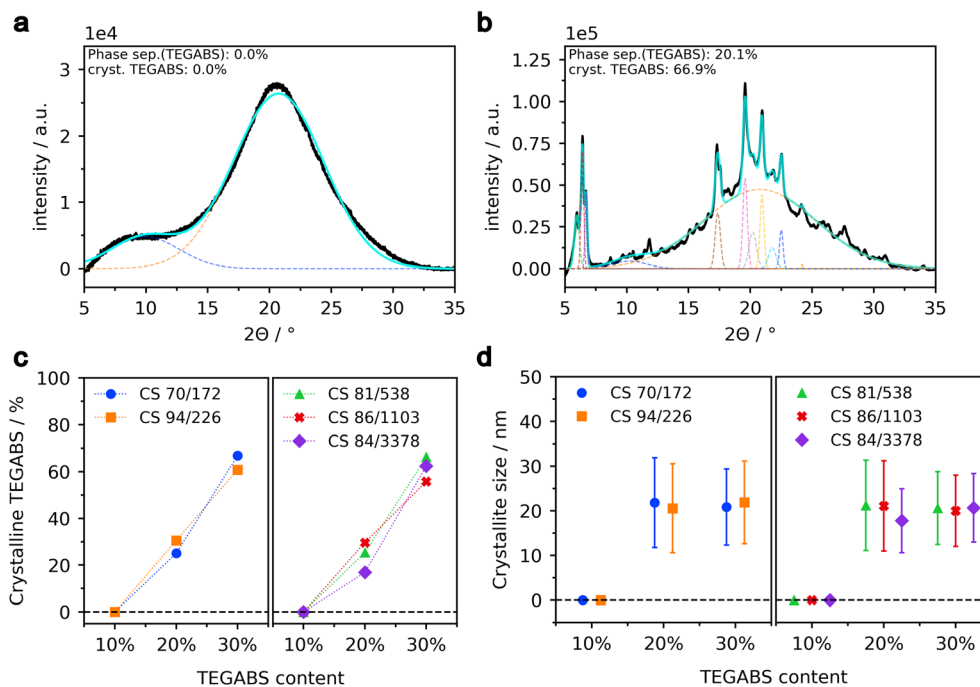 a
1e4
Phase sep.(TEGABS): 0.0%
cryst. TEGABS: 0.0%
intensity / a.u.
3
2
1
0
5 10 15 20 25 30 35
2Θ / °
b
1e5
Phase sep.(TEGABS): 20.1%
cryst. TEGABS: 66.9%
intensity / a.u.
1.25
1.00
0.75
0.50
0.25
0.00
5 10 15 20 25 30 35
2Θ / °
c
Crystalline TEGABS / %
100
80
60
40
20
0
CS 70/172
CS 94/226
CS 81/538
CS 86/1103
CS 84/3378
10% 20% 30% 10% 20% 30%
TEGABS content
d
Crystallite size / nm
50
40
30
20
10
0
CS 70/172
CS 94/226
CS 81/538
CS 86/1103
CS 84/3378
10% 20% 30% 10% 20% 30%
TEGABS content